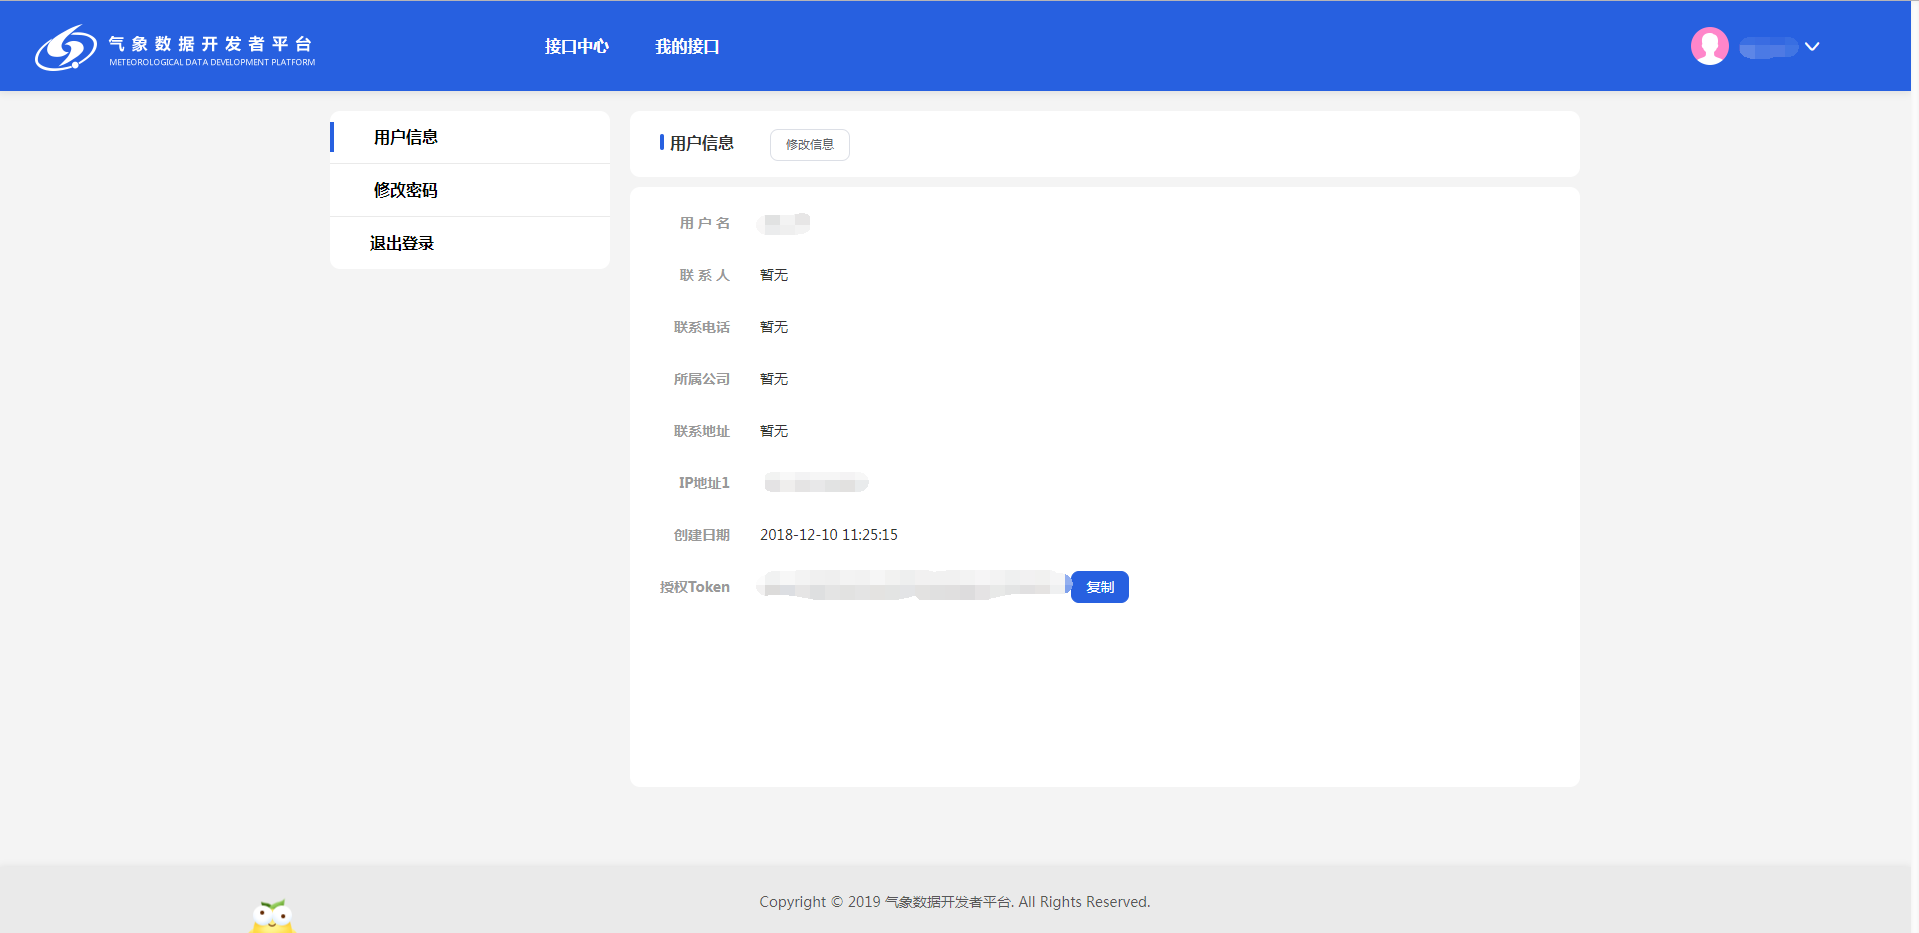 气象数据开发者平台
METEOROLOGICAL DATA DEVELOPMENT PLATFORM
接口中心
我的接口
用户信息
修改密码
退出登录
用户信息
修改信息
用户名
联系人 暂无
联系电话 暂无
所属公司 暂无
联系地址 暂无
IP地址1
创建日期 2018-12-10 11:25:15
授权Token 复制
Copyright © 2019 气象数据开发者平台. All Rights Reserved.